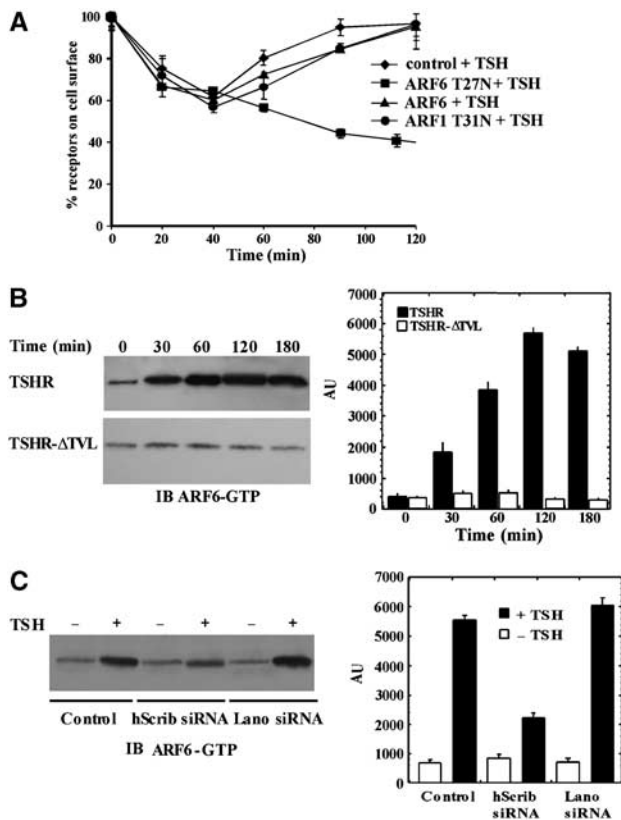 A
100
80
60
40
20
0
% receptors on cell surface
0 20 40 60 80 100 120
Time (min)
control + TSH
ARF6 T27N + TSH
ARF6 + TSH
ARF1 T31N + TSH
B
Time (min) 0 30 60 120 180
TSHR
TSHR-ΔTVL
IB ARF6-GTP
7000
6000
5000
4000
3000
2000
1000
0
AU
TSHR
TSHR-ΔTVL
0 30 60 120 180
Time (min)
C
TSH – + – + – +
Control hScrib siRNA Lano siRNA
IB ARF6-GTP
7000
6000
5000
4000
3000
2000
1000
0
AU
+ TSH
– TSH
Control hScrib Lano
siRNA siRNA